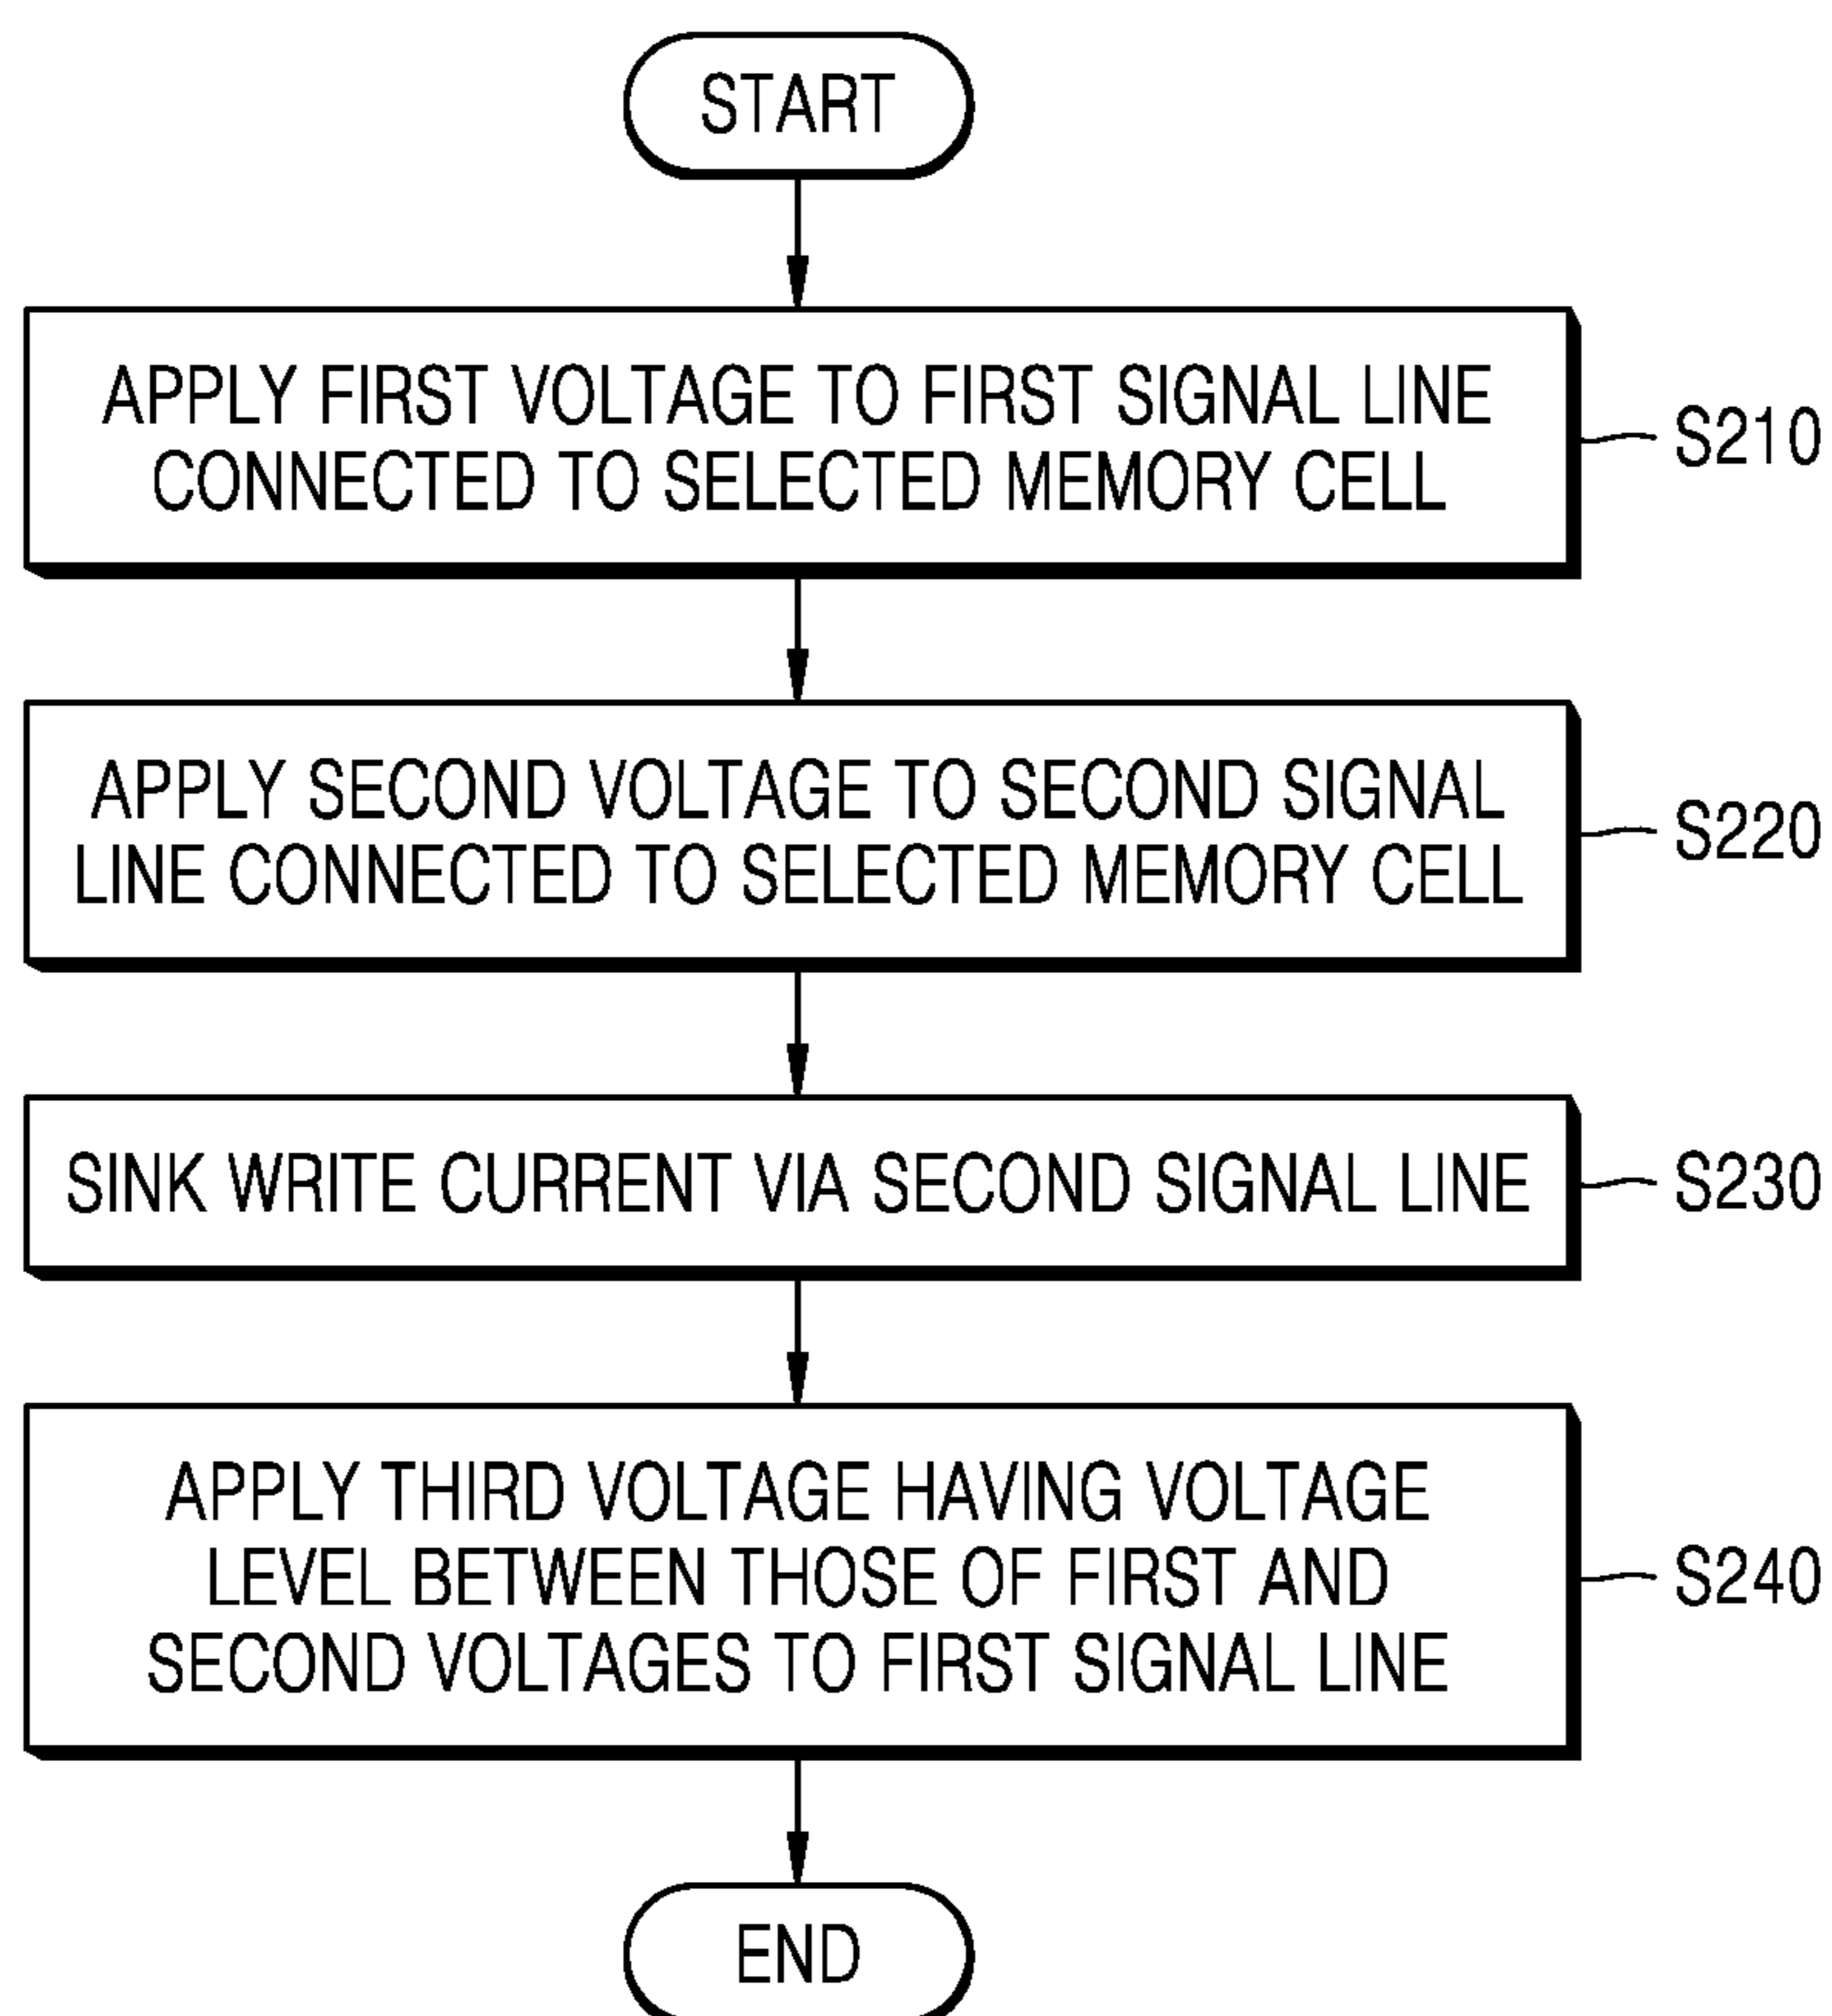 START
APPLY FIRST VOLTAGE TO FIRST SIGNAL LINE
CONNECTED TO SELECTED MEMORY CELL
S210
APPLY SECOND VOLTAGE TO SECOND SIGNAL
LINE CONNECTED TO SELECTED MEMORY CELL
S220
SINK WRITE CURRENT VIA SECOND SIGNAL LINE
S230
APPLY THIRD VOLTAGE HAVING VOLTAGE
LEVEL BETWEEN THOSE OF FIRST AND
SECOND VOLTAGES TO FIRST SIGNAL LINE
S240
END